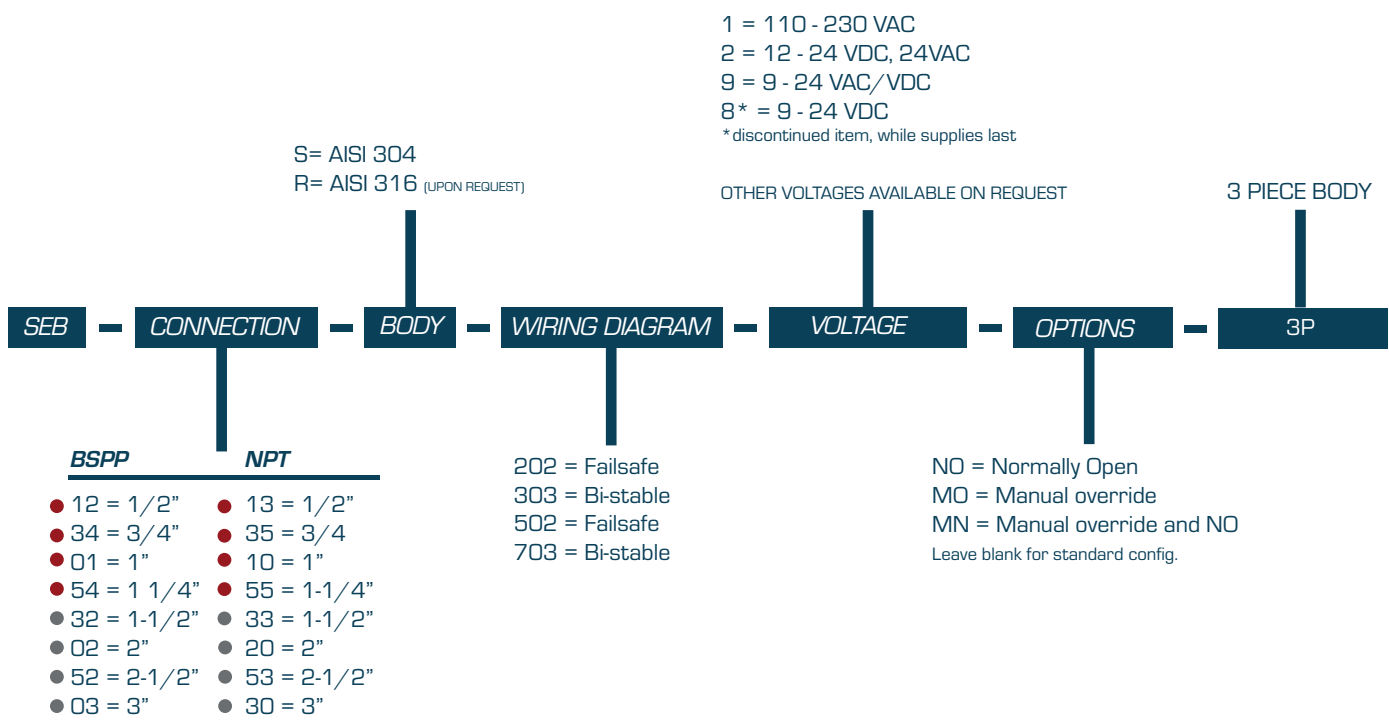 1 = 110 - 230 VAC
2 = 12 - 24 VDC, 24VAC
9 = 9 - 24 VAC/VDC
8* = 9 - 24 VDC
*discontinued item, while supplies last
S= AISI 304
R= AISI 316 (UPON REQUEST)
OTHER VOLTAGES AVAILABLE ON REQUEST
3 PIECE BODY
SEB - CONNECTION - BODY - WIRING DIAGRAM - VOLTAGE - OPTIONS - 3P
BSPP NPT
12 = 1/2” 13 = 1/2”
34 = 3/4” 35 = 3/4
01 = 1” 10 = 1”
54 = 1 1/4” 55 = 1-1/4”
32 = 1-1/2” 33 = 1-1/2”
02 = 2” 20 = 2”
52 = 2-1/2” 53 = 2-1/2”
03 = 3” 30 = 3”
202 = Failsafe
303 = Bi-stable
502 = Failsafe
703 = Bi-stable
NO = Normally Open
MO = Manual override
MN = Manual override and NO
Leave blank for standard config.